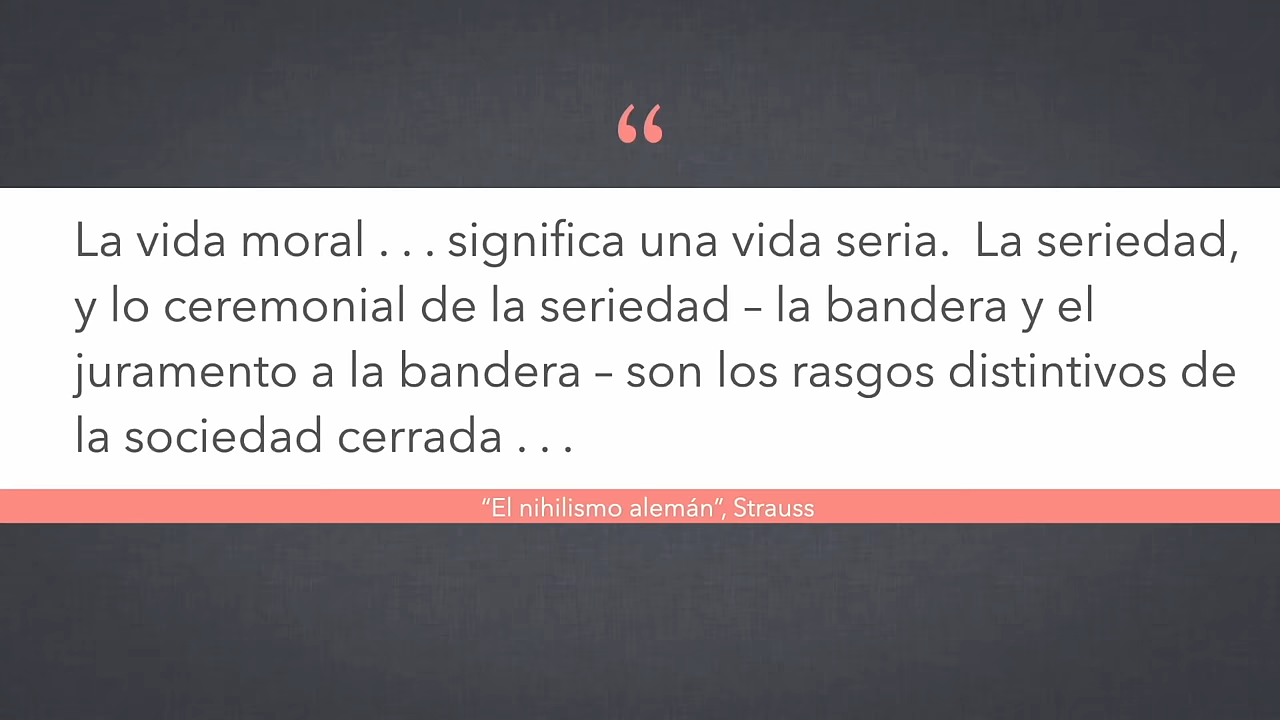 “
La vida moral . . . significa una vida seria.  La seriedad,
y lo ceremonial de la seriedad – la bandera y el
juramento a la bandera – son los rasgos distintivos de
la sociedad cerrada . . .
“El nihilismo alemán”, Strauss